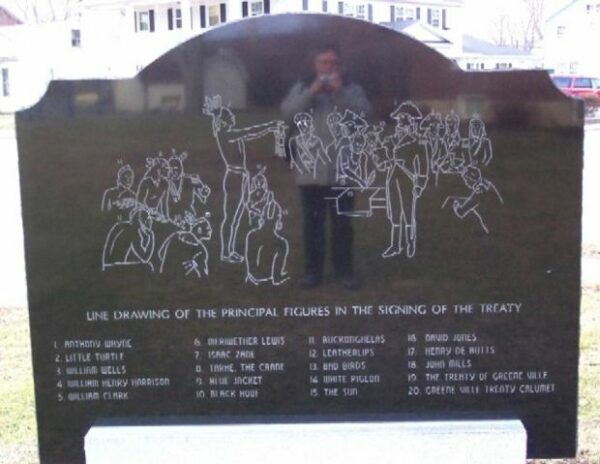 LINE DRAWING OF THE PRINCIPAL FIGURES IN THE SIGNING OF THE TREATY
1. ANTHONY WAYNE
2. LITTLE TURTLE
3. WILLIAM WELLS
4. WILLIAM HENRY HARRISON
5. WILLIAM CLARK
6. MERIWETHER LEWIS
7. ISAAC ZANE
8. TARHE, THE CRANE
9. BLUE JACKET
10. BLACK HOOF
11. BUCKONGHELAS
12. LEATHERLIPS
13. BAD BIRDS
14. WHITE PIGEON
15. THE SUN
16. DAVID JONES
17. HENRY DE BUTTS
18. JOHN MILLS
19. THE TREATY OF GREENE VILLE
20. GREENE VILLE TREATY CALUMET